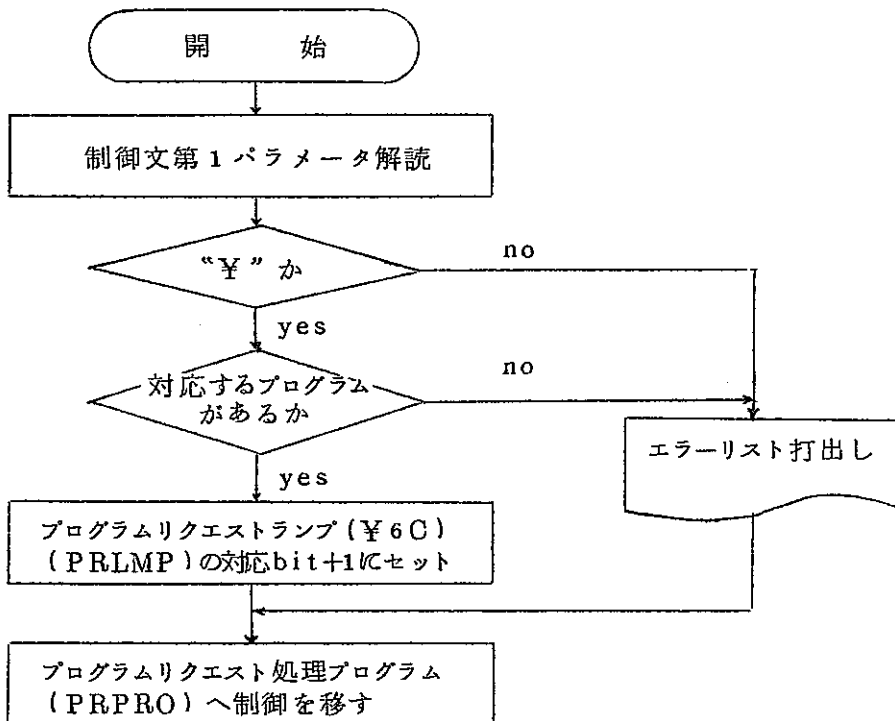 開始
制御文第1パラメータ解読
“¥”か
no
yes
対応するプログラム
があるか
no
yes
エラーリスト打出し
プログラムリクエストランプ(¥6C)
(PRLMP)の対応bit+1にセット
プログラムリクエスト処理プログラム
(PRPRO)へ制御を移す